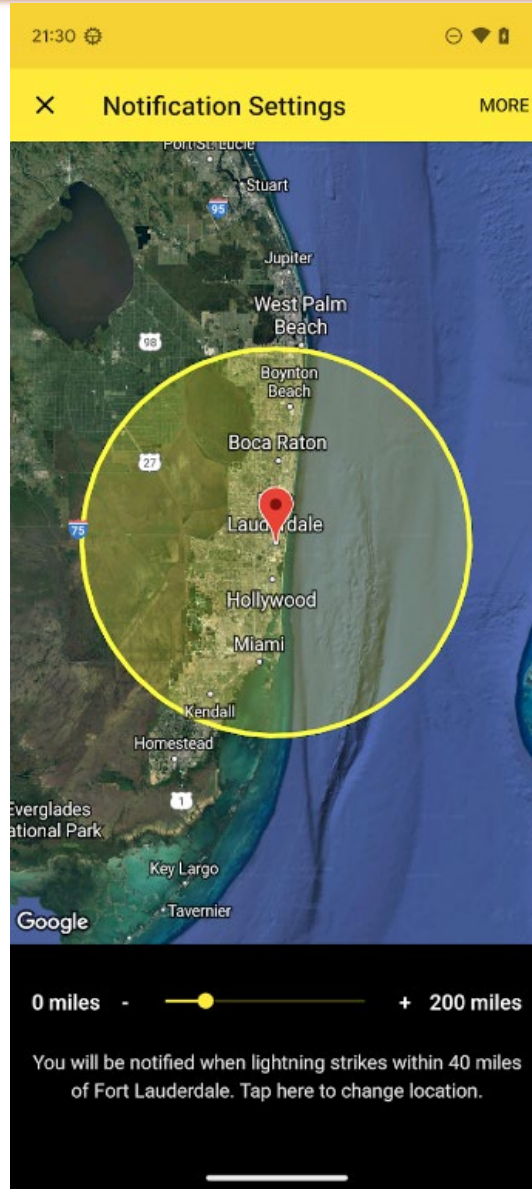 21:30
Notification Settings
MORE
Port St. Lucie
Stuart
95
Jupiter
West Palm
Beach
98
Boynton
Beach
Boca Raton
27
75
Lauderdale
Hollywood
Miami
Kendall
Homestead
1
Everglades
ational Park
Key Largo
Tavernier
Google
0 miles - + 200 miles
You will be notified when lightning strikes within 40 miles
of Fort Lauderdale. Tap here to change location.